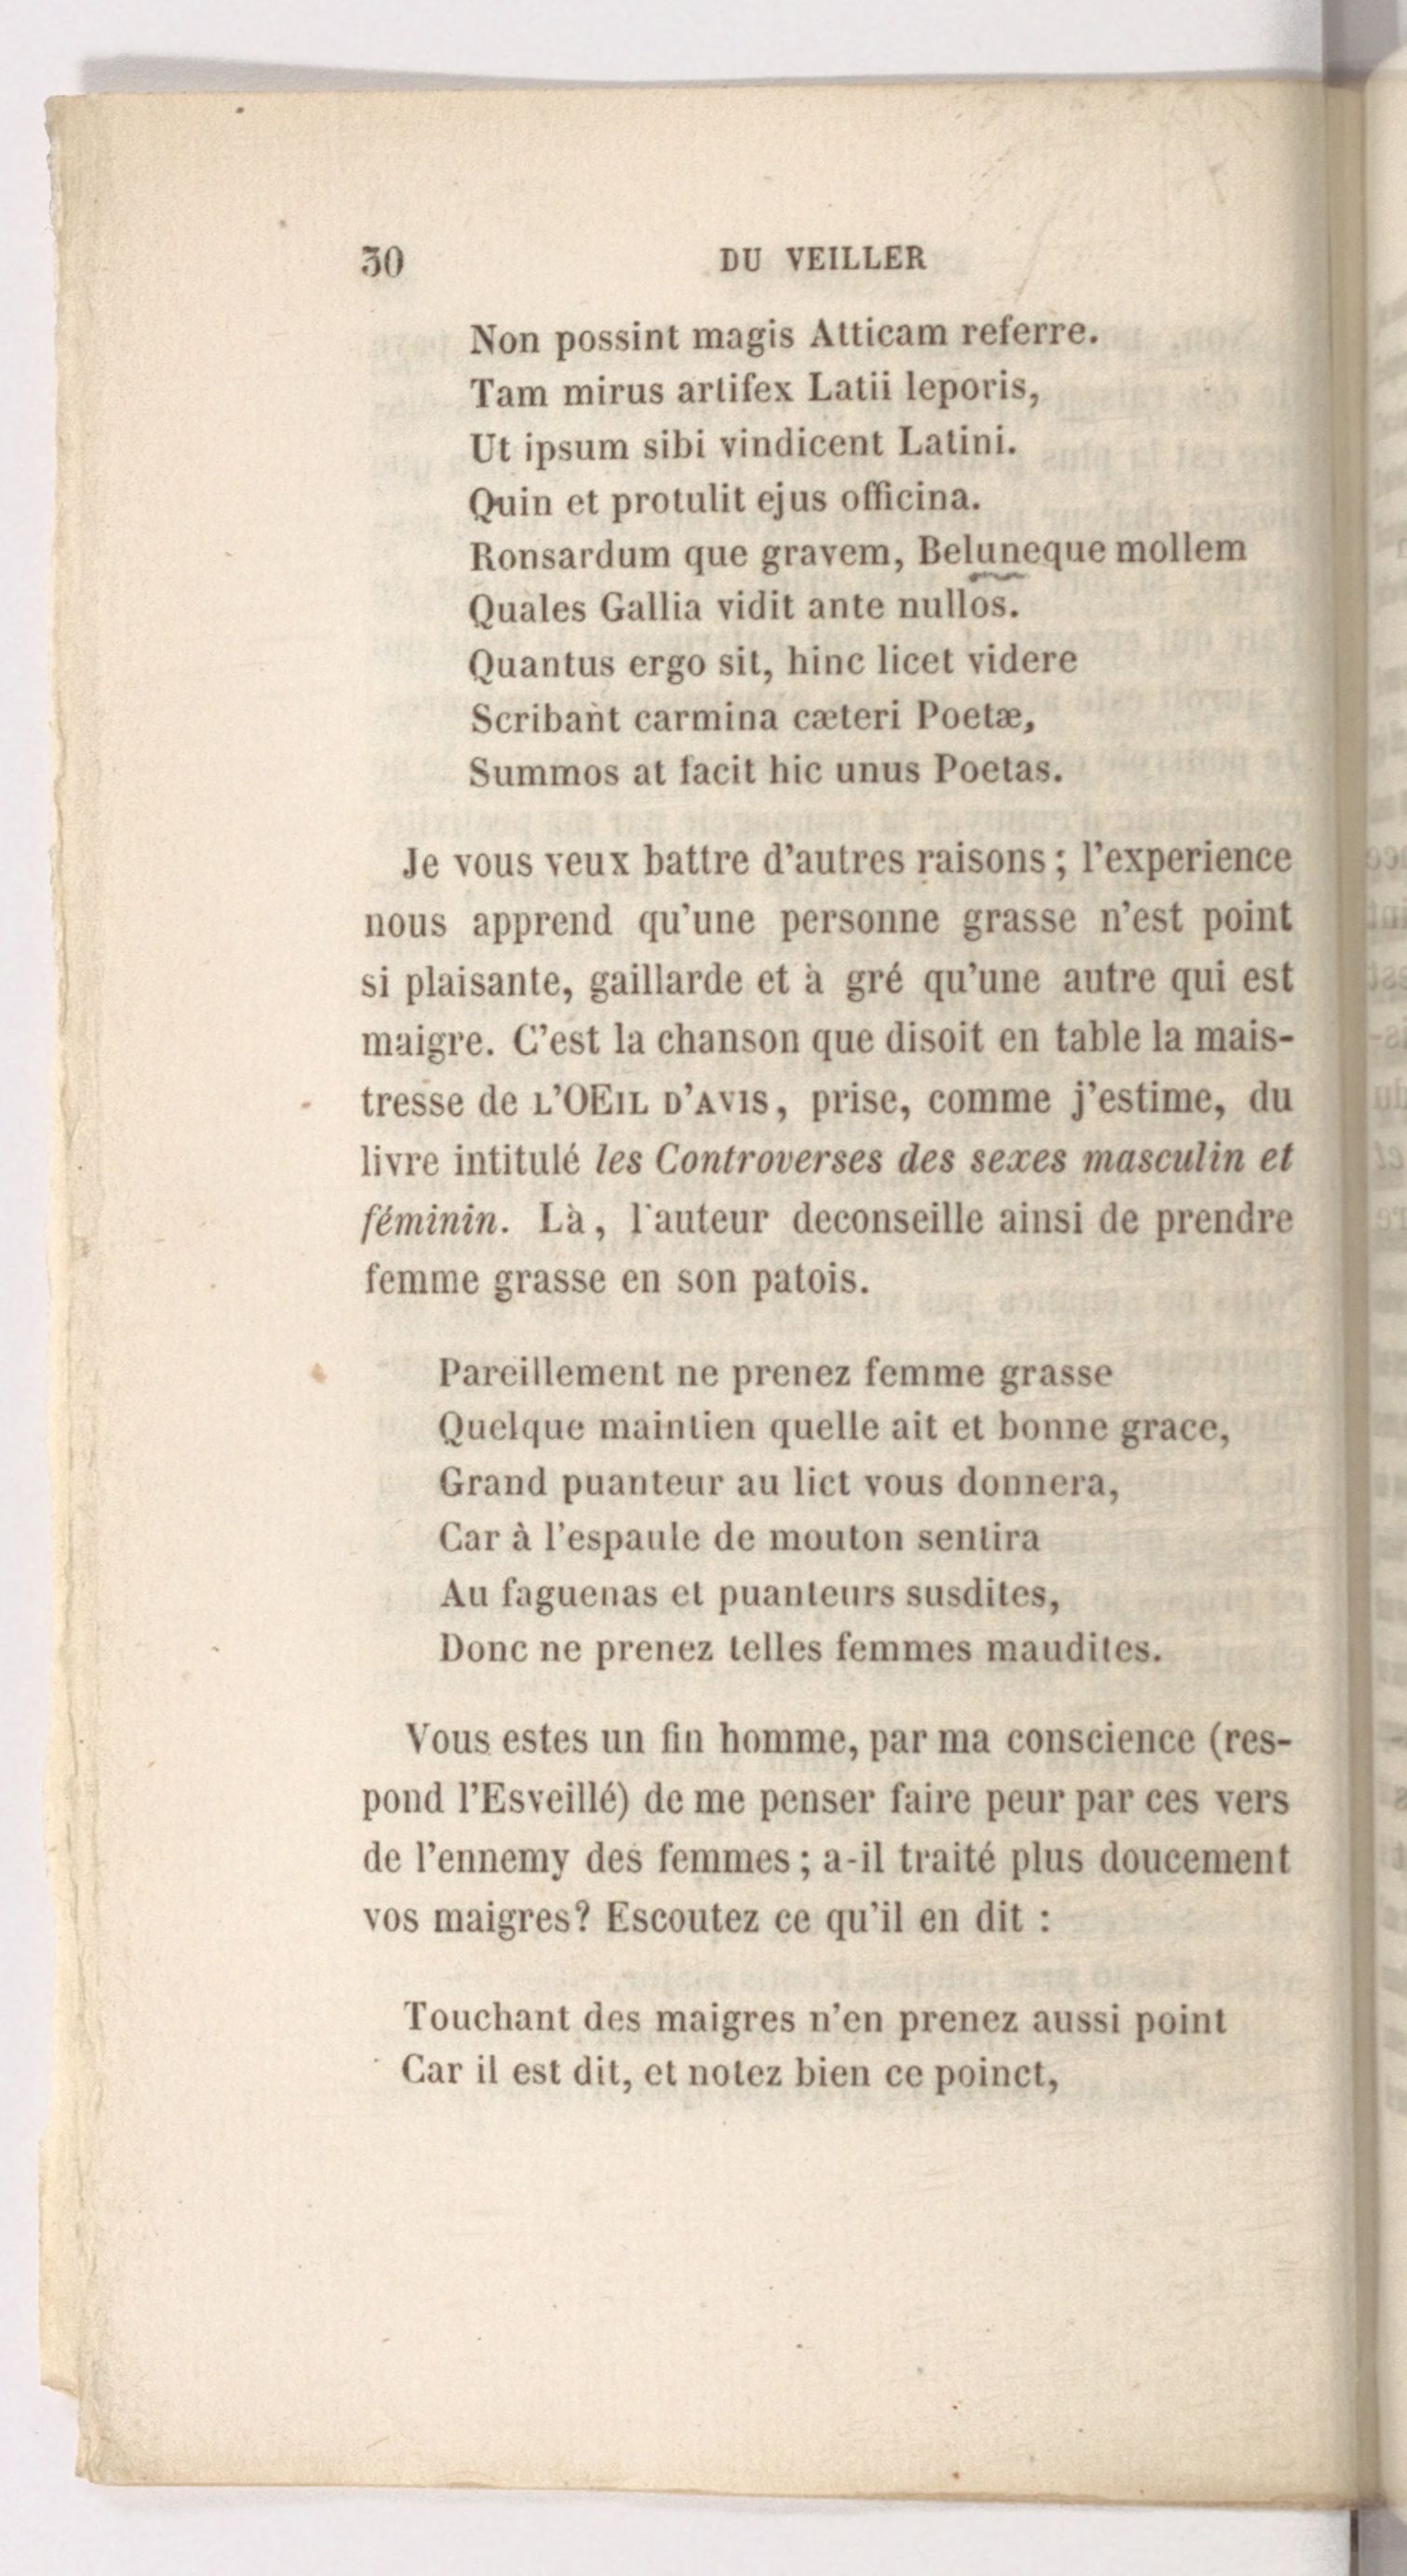 30 DU VEILLER
Non possint magis Atticam referre.
Tam mirus artifex Latii leporis,
Ut ipsum sibi vindicent Latini.
Quin et protulit ejus officina.
Ronsardum que gravem, Beluneque mollem
Quales Gallia vidit ante nullos.
Quantus ergo sit, hinc licet videre
Scribant carmina cæteri Poetæ,
Summos at facit hic unus Poetas.
Je vous veux battre d'autres raisons ; l'experience
nous apprend qu'une personne grasse n'est point
si plaisante, gaillarde et à gré qu'une autre qui est
maigre. C'est la chanson que disoit en table la mais-
tresse de L'OEIL D'AVIS, prise, comme j'estime, du
livre intitulé les Controverses des sexes masculin et
féminin. Là, l'auteur deconseille ainsi de prendre
femme grasse en son patois.
Pareillement ne prenez femme grasse
Quelque maintien quelle ait et bonne grace,
Grand puanteur au lict vous donnera,
Car à l'espaule de mouton sentira
Au faguenas et puanteurs susdites,
Donc ne prenez telles femmes maudites.
Vous estes un fin homme, par ma conscience (res-
pond l'Esveillé) de me penser faire peur par ces vers
de l'ennemy des femmes ; a-il traité plus doucement
vos maigres? Escoutez ce qu'il en dit :
Touchant des maigres n'en prenez aussi point
Car il est dit, et notez bien ce poinct,